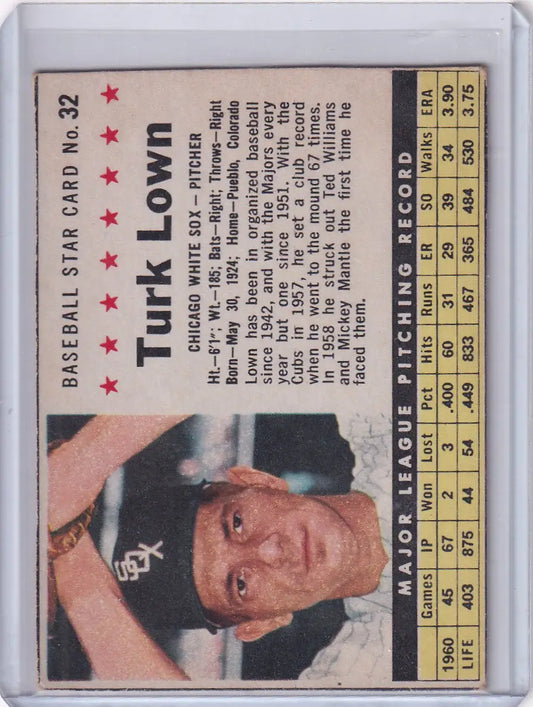 BASEBALL STAR CARD No. 32
★ ★ ★ ★ ★ ★
Turk Lown
CHICAGO WHITE SOX — PITCHER
Ht.—6'1"; Wt.—185; Bats—Right; Throws—Right
Born—May 30, 1924; Home—Pueblo, Colorado
Lown has been in organized baseball
since 1942, and with the Majors every
year but one since 1951. With the
Cubs in 1957, he set a club record
when he went to the mound 67 times.
In 1958 he struck out Ted Williams
and Mickey Mantle the first time he
faced them.
SOX
MAJOR LEAGUE PITCHING RECORD
Games IP Won Lost Pct Hits Runs ER SO Walks ERA
1960 45 67 2 3 .400 60 31 29 39 34 3.90
LIFE 403 875 44 54 .449 833 467 365 484 530 3.75